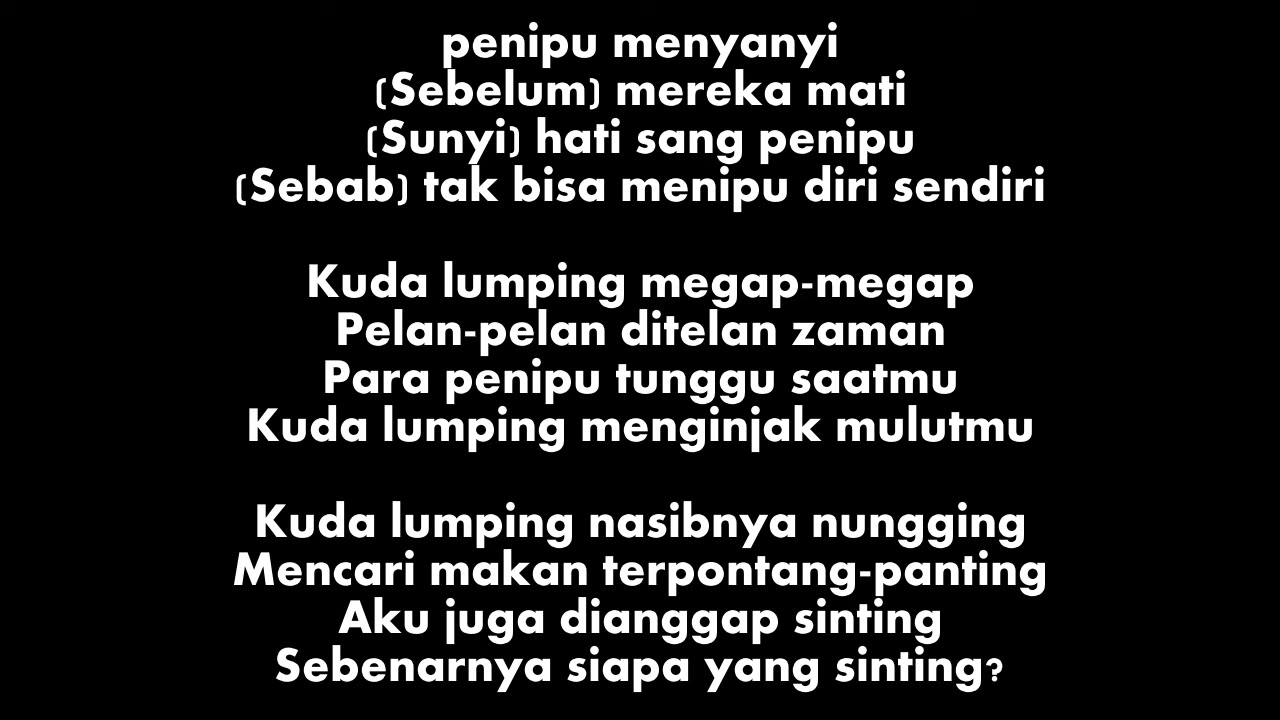 penipu menyanyi
(Sebelum) mereka mati
(Sunyi) hati sang penipu
(Sebab) tak bisa menipu diri sendiri
Kuda lumping megap-megap
Pelan-pelan ditelan zaman
Para penipu tunggu saatmu
Kuda lumping menginjak mulutmu
Kuda lumping nasibnya nungging
Mencari makan terpontang-panting
Aku juga dianggap sinting
Sebenarnya siapa yang sinting?